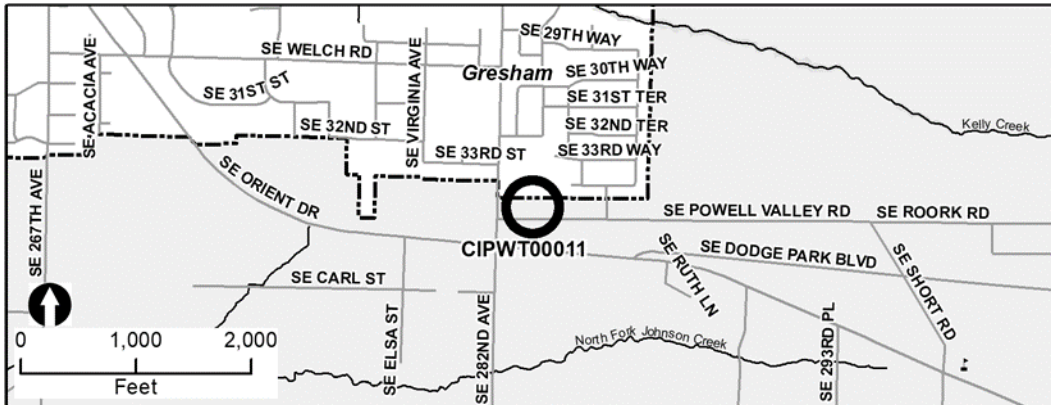 SE 29TH WAY
SE WELCH RD
SE ACACIA AVE
SE VIRGINIA AVE
Gresham
SE 30TH WAY
SE 31ST ST
SE 31ST TER
SE 32ND ST
SE 32ND TER
Kelly Creek
SE 33RD ST
SE 33RD WAY
SE 267TH AVE
SE ORIENT DR
SE POWELL VALLEY RD
SE ROORK RD
CIPWT00011
SE DODGE PARK BLVD
SE CARL ST
SE RUTH LN
SE SHORT RD
SE ELSA ST
SE 282ND AVE
North Fork Johnson Creek
SE 293RD PL
0 1,000 2,000
Feet